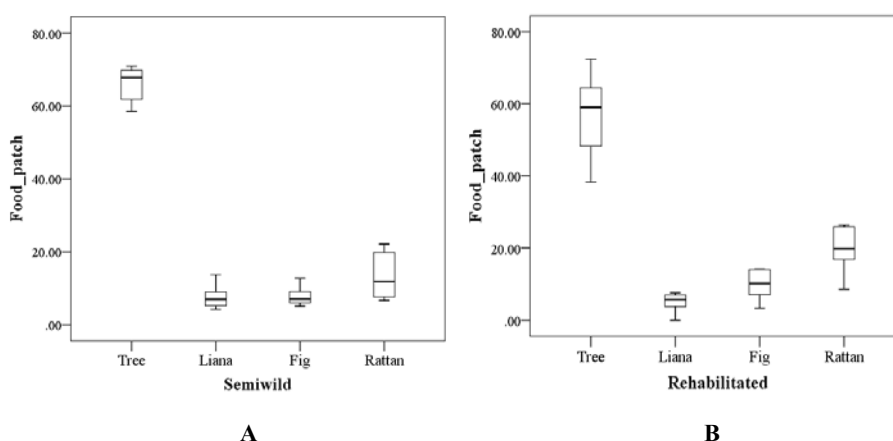 80.00
60.00
40.00
20.00
.00
Food_patch
Tree Liana Fig Rattan
Semiwild
A
80.00
60.00
40.00
20.00
.00
Food_patch
Tree Liana Fig Rattan
Rehabilitated
B